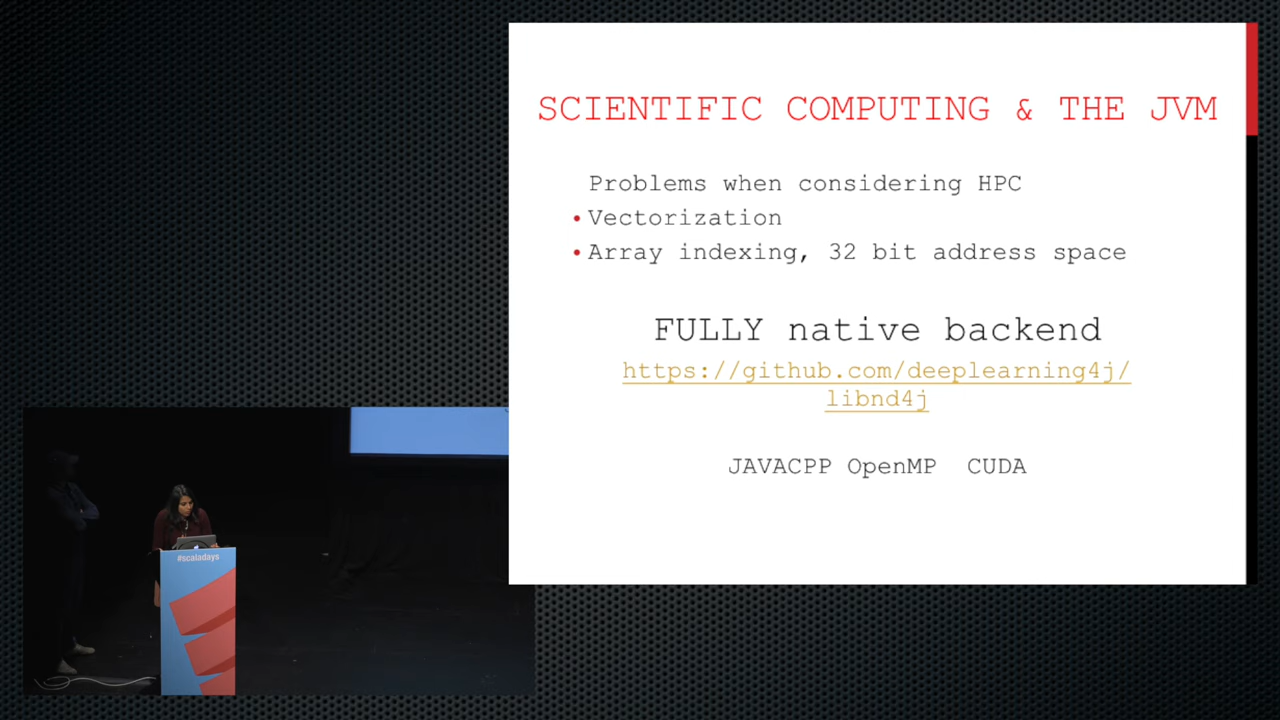 SCIENTIFIC COMPUTING & THE JVM
Problems when considering HPC
• Vectorization
• Array indexing, 32 bit address space
FULLY native backend
https://github.com/deeplearning4j/
libnd4j
JAVACPP OpenMP CUDA
#scaladays